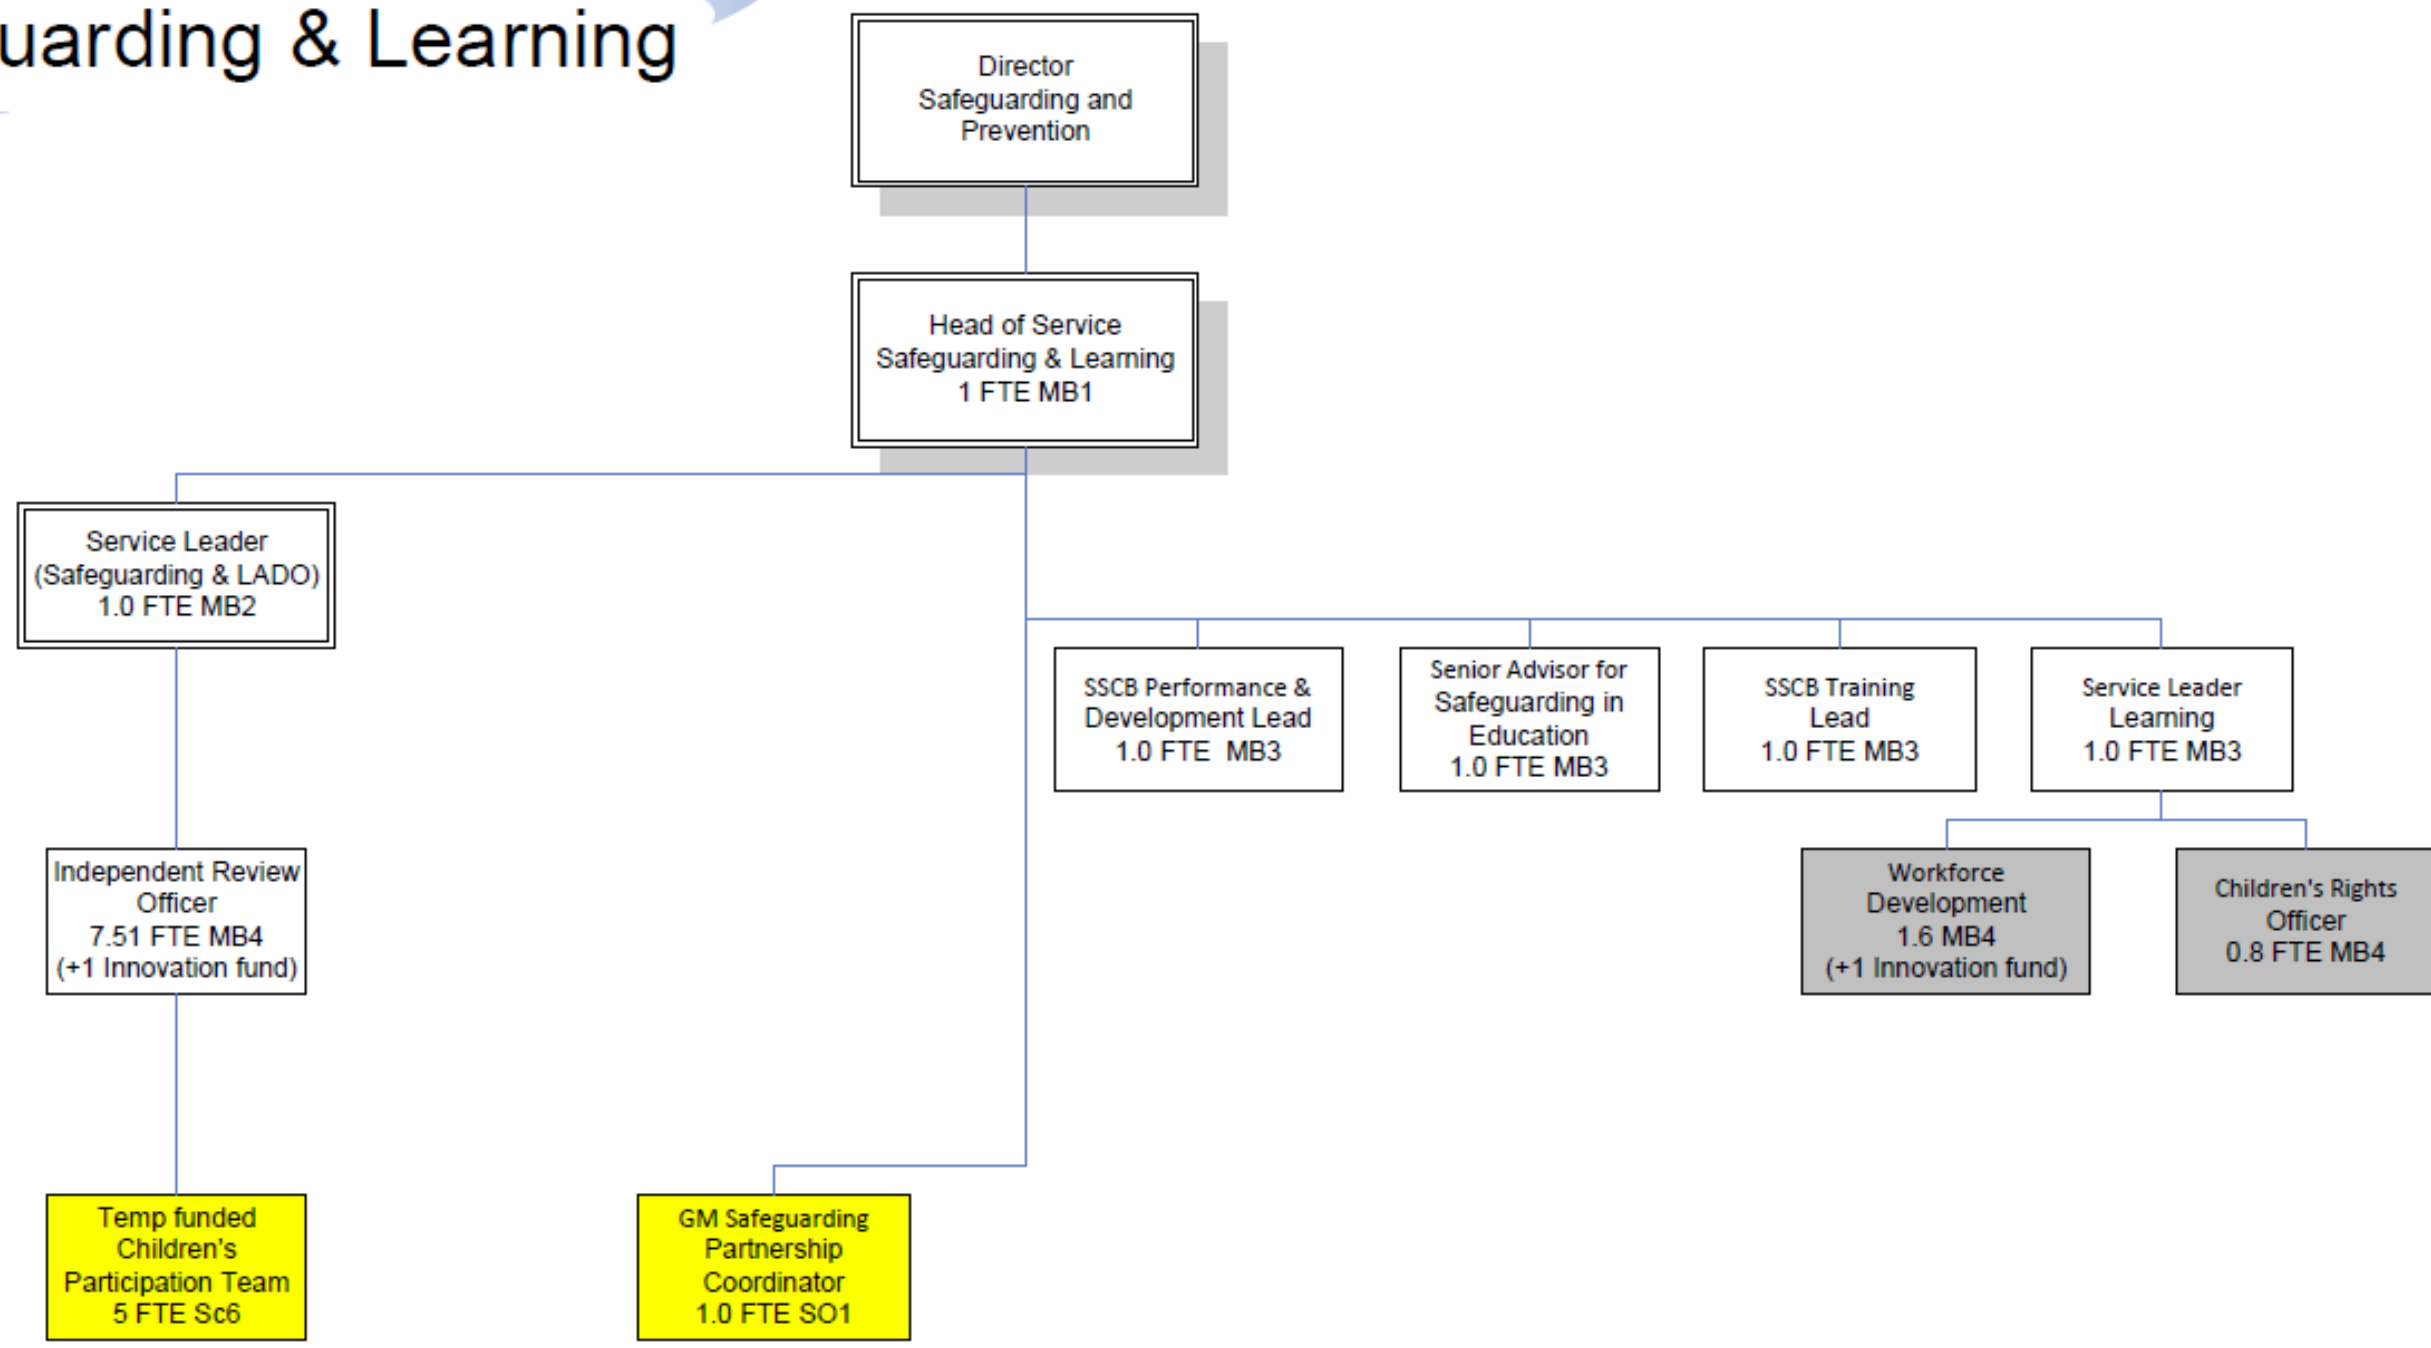 uarding & Learning
Director
Safeguarding and
Prevention
Head of Service
Safeguarding & Learning
1 FTE MB1
Service Leader
(Safeguarding & LADO)
1.0 FTE MB2
SSCB Performance &
Development Lead
1.0 FTE  MB3
Senior Advisor for
Safeguarding in
Education
1.0 FTE MB3
SSCB Training
Lead
1.0 FTE MB3
Service Leader
Learning
1.0 FTE MB3
Independent Review
Officer
7.51 FTE MB4
(+1 Innovation fund)
Workforce
Development
1.6 MB4
(+1 Innovation fund)
Children's Rights
Officer
0.8 FTE MB4
Temp funded
Children's
Participation Team
5 FTE Sc6
GM Safeguarding
Partnership
Coordinator
1.0 FTE SO1